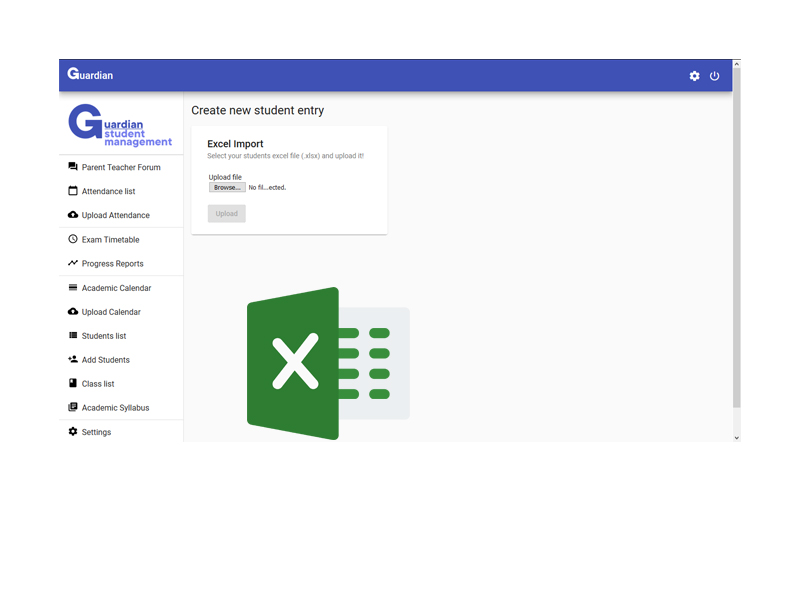 Guardian
Guardian
student
management
Parent Teacher Forum
Attendance list
Upload Attendance
Exam Timetable
Progress Reports
Academic Calendar
Upload Calendar
Students list
Add Students
Class list
Academic Syllabus
Settings
Create new student entry
Excel Import
Select your students excel file (.xlsx) and upload it!
Upload file
Browse... No fil...ected.
Upload
X